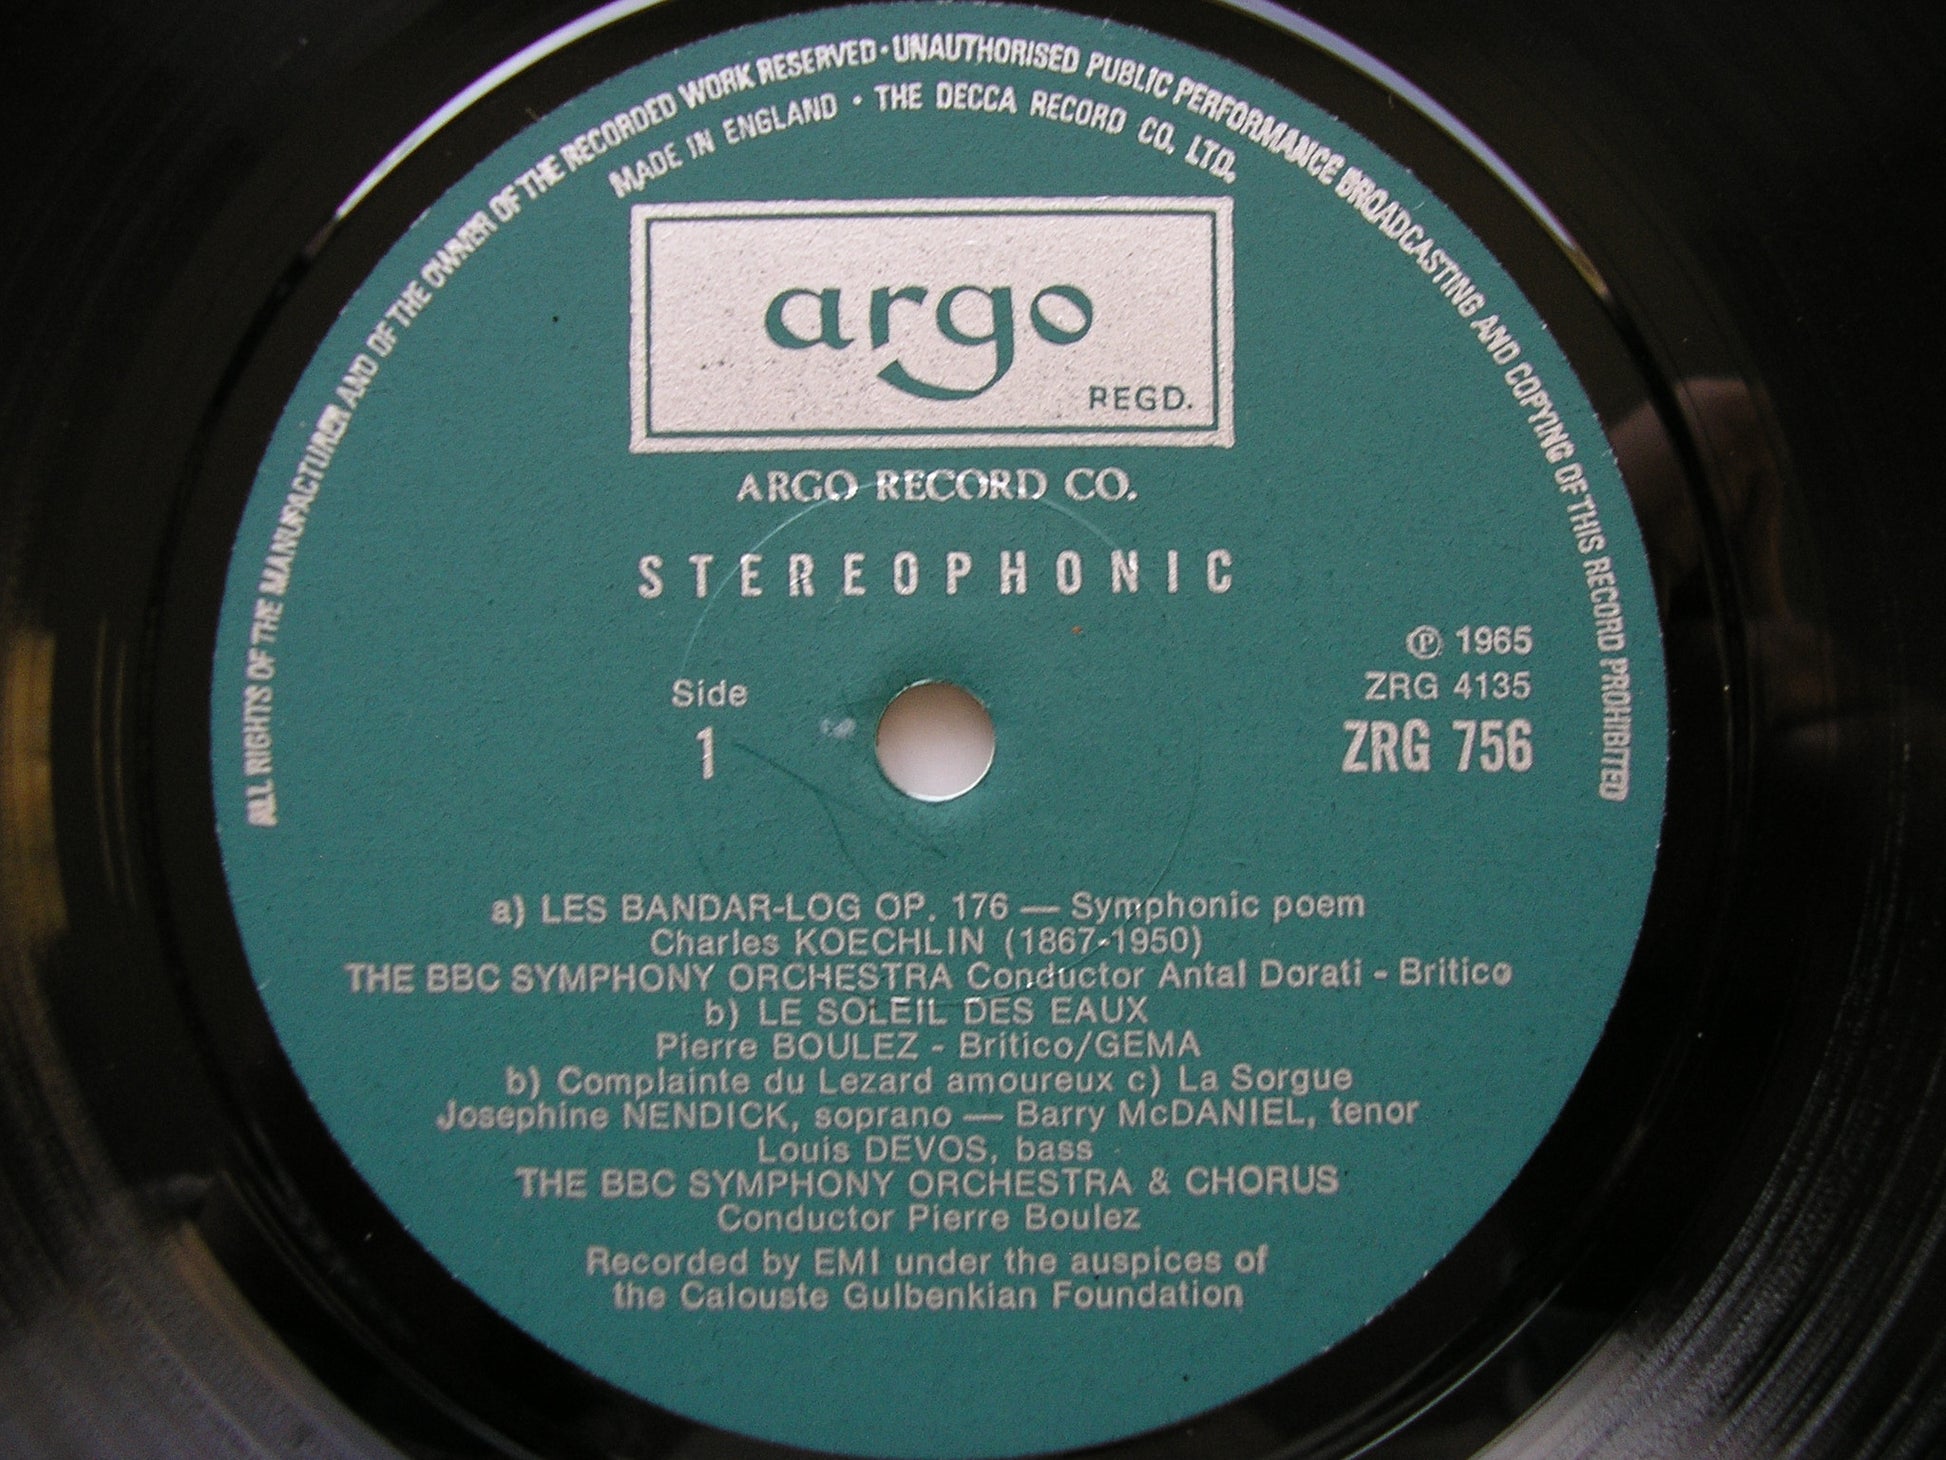 ALL RIGHTS OF THE MANUFACTURER AND OF THE OWNER OF THE RECORDED WORK RESERVED · UNAUTHORISED PUBLIC PERFORMANCE BROADCASTING AND COPYING OF THIS RECORD PROHIBITED
MADE IN ENGLAND · THE DECCA RECORD CO. LTD.
argo
REGD.
ARGO RECORD CO.
STEREOPHONIC
Ⓟ 1965
ZRG 4135
Side
1
ZRG 756
a) LES BANDAR-LOG OP. 176 — Symphonic poem
Charles KOECHLIN (1867-1950)
THE BBC SYMPHONY ORCHESTRA Conductor Antal Dorati - Britico
b) LE SOLEIL DES EAUX
Pierre BOULEZ - Britico/GEMA
b) Complainte du Lezard amoureux c) La Sorgue
Josephine NENDICK, soprano — Barry McDANIEL, tenor
Louis DEVOS, bass
THE BBC SYMPHONY ORCHESTRA & CHORUS
Conductor Pierre Boulez
Recorded by EMI under the auspices of
the Calouste Gulbenkian Foundation